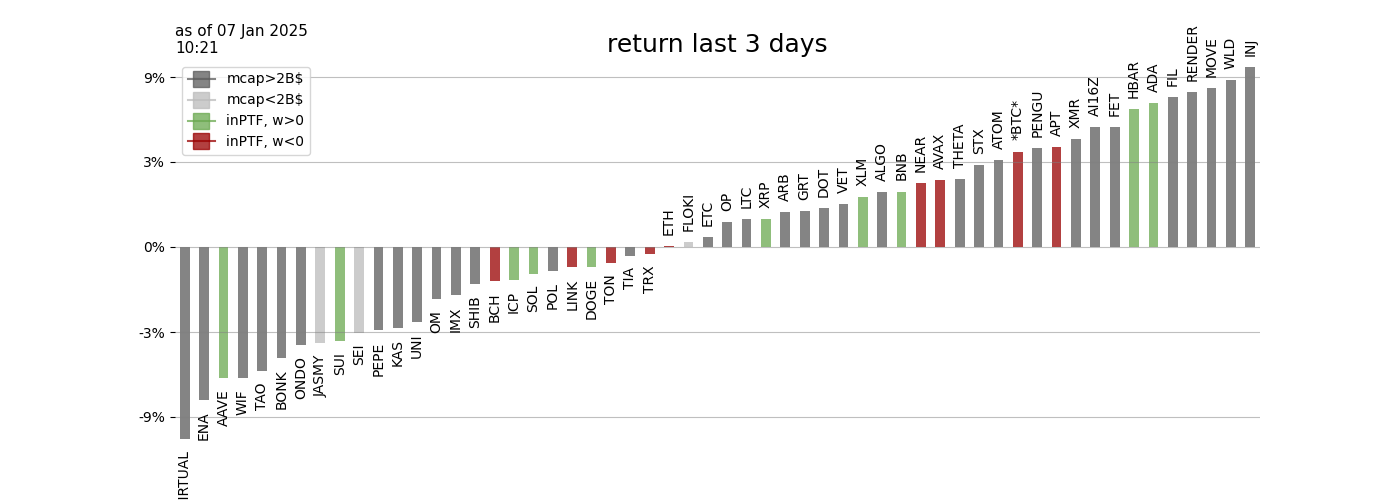 as of 07 Jan 2025
10:21
return last 3 days
mcap>2B$
mcap<2B$
inPTF, w>0
inPTF, w<0
9%
3%
0%
-3%
-9%
IRTUAL
ENA
AAVE
WIF
TAO
BONK
ONDO
JASMY
SUI
SEI
PEPE
KAS
UNI
OM
IMX
SHIB
BCH
ICP
SOL
POL
LINK
DOGE
TON
TIA
TRX
ETH
FLOKI
ETC
OP
LTC
XRP
ARB
GRT
DOT
VET
XLM
ALGO
BNB
NEAR
AVAX
THETA
STX
ATOM
*BTC*
PENGU
APT
XMR
AI16Z
FET
HBAR
ADA
FIL
RENDER
MOVE
WLD
INJ